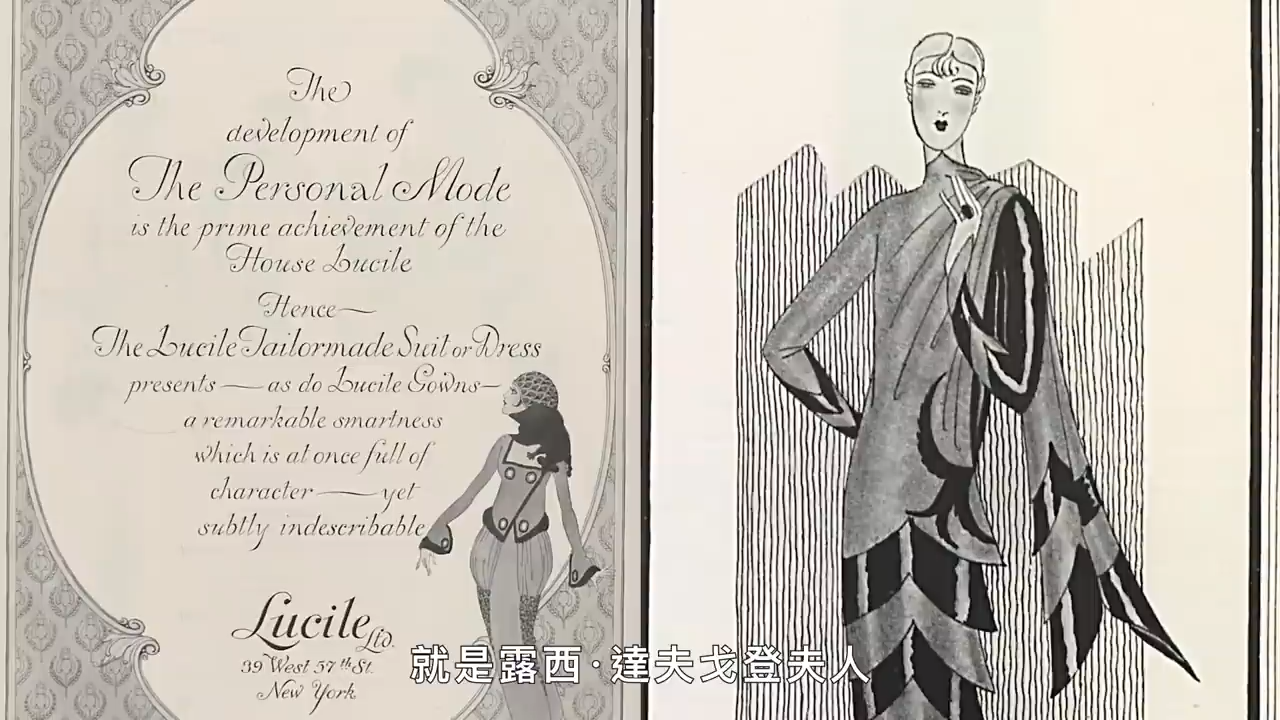 The
development of
The Personal Mode
is the prime achievement of the
House Lucile
Hence—
The Lucile Tailormade Suit or Dress
presents — as do Lucile Gowns—
a remarkable smartness
which is at once full of
character — yet
subtly indescribable
Lucile Ltd.
39 West 57th St.
New York
就是露西·達夫戈登夫人